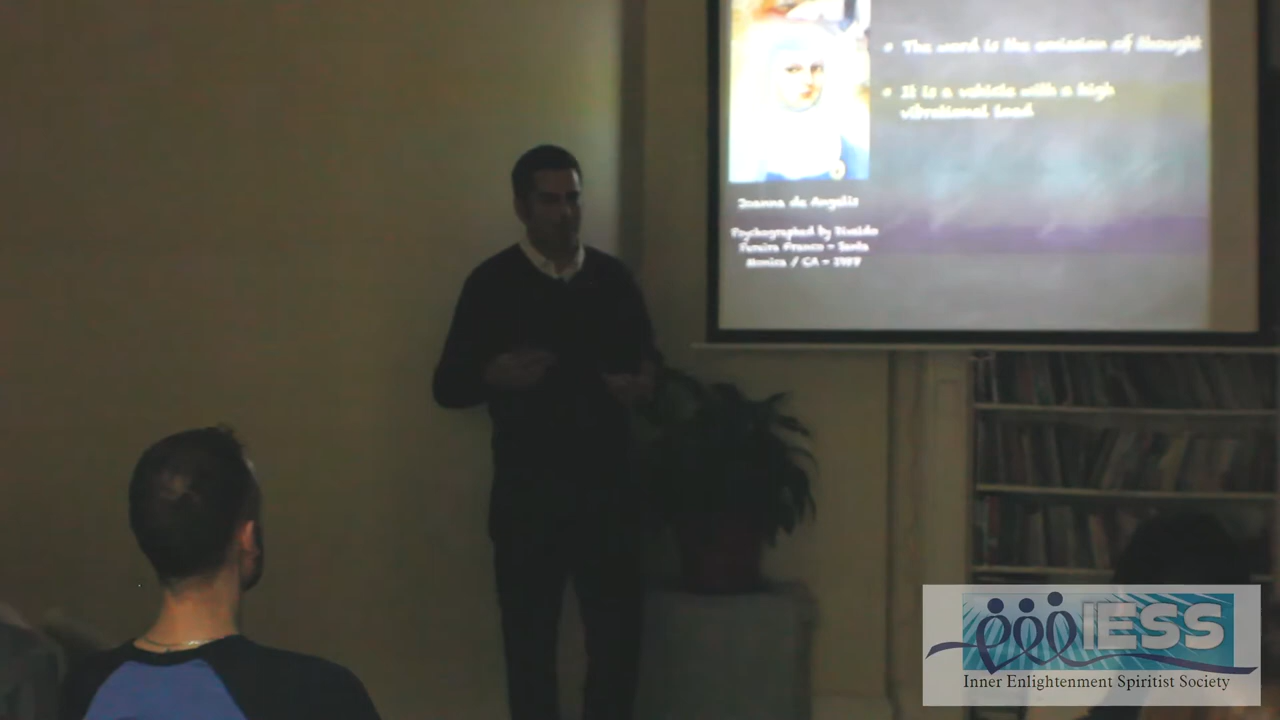 • The word is the emission of thought
• It is a vehicle with a high
vibrational load
Joanna de Angelis
Psychographed by Divaldo
Pereira Franco - Santa
Monica / CA - 1989
IESS
Inner Enlightenment Spiritist Society